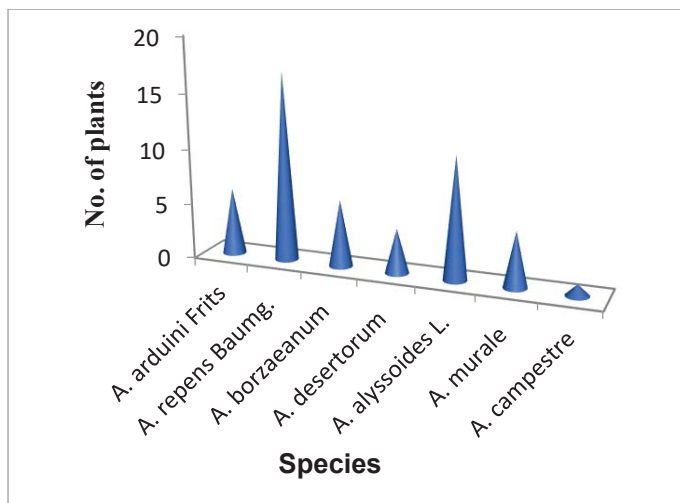 20
15
10
5
0
No. of plants
A. arduini Frits
A. repens Baumg.
A. borzaeanum
A. desertorum
A. alyssoides L.
A. murale
A. campestre
Species